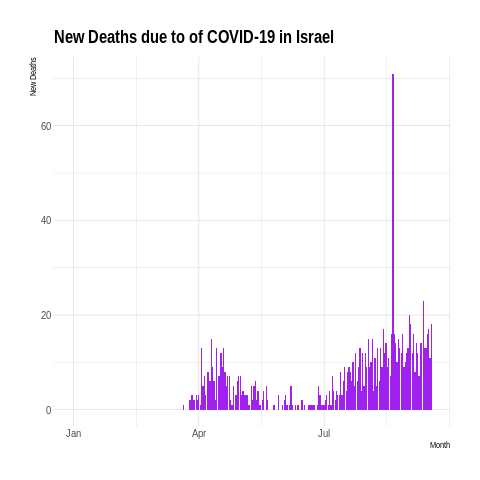 New Deaths due to of COVID-19 in Israel
New Deaths
60
40
20
0
Jan Apr Jul
Month